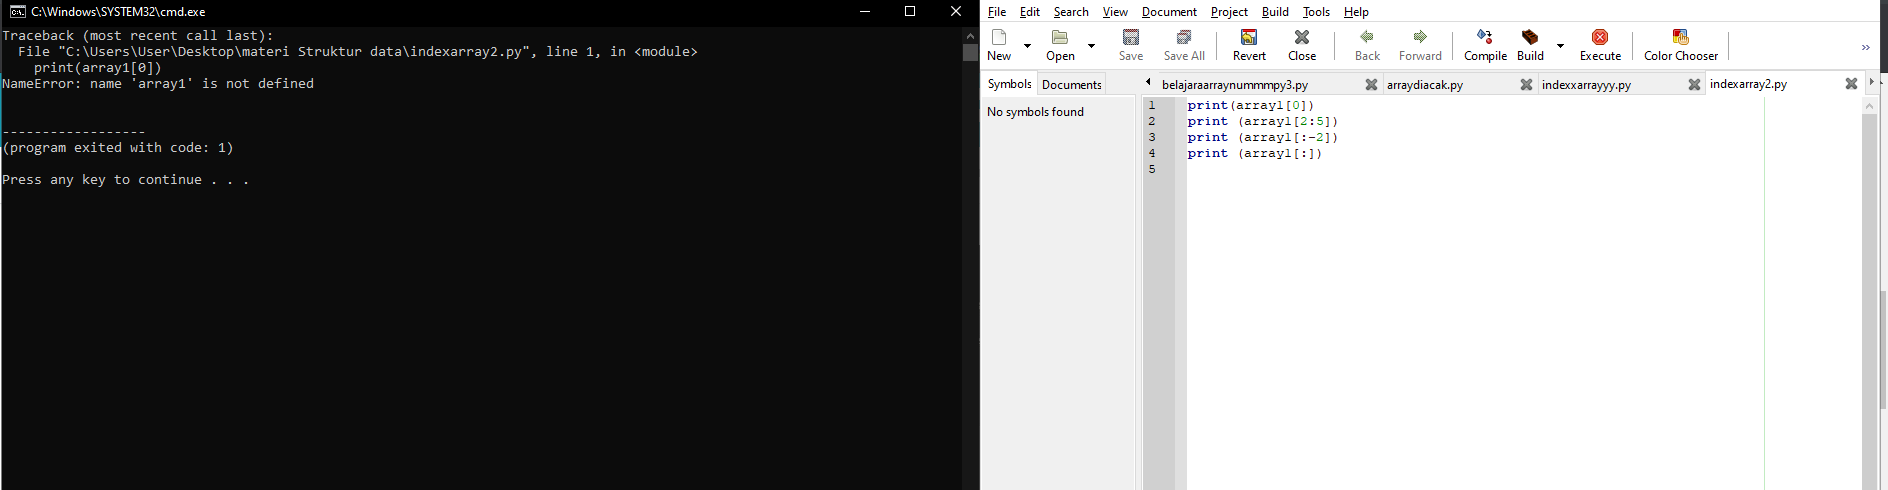 C:\Windows\SYSTEM32\cmd.exe
Traceback (most recent call last):
  File "C:\Users\User\Desktop\materi Struktur data\indexarray2.py", line 1, in <module>
    print(array1[0])
NameError: name 'array1' is not defined
------------------
(program exited with code: 1)
Press any key to continue . . .
File Edit Search View Document Project Build Tools Help
New Open Save Save All Revert Close Back Forward Compile Build Execute Color Chooser »
Symbols Documents
belajaraarraynummmpy3.py arraydiacak.py indexxarrayyy.py indexarray2.py
No symbols found
1 print(array1[0])
2 print (array1[2:5])
3 print (array1[:-2])
4 print (array1[:])
5